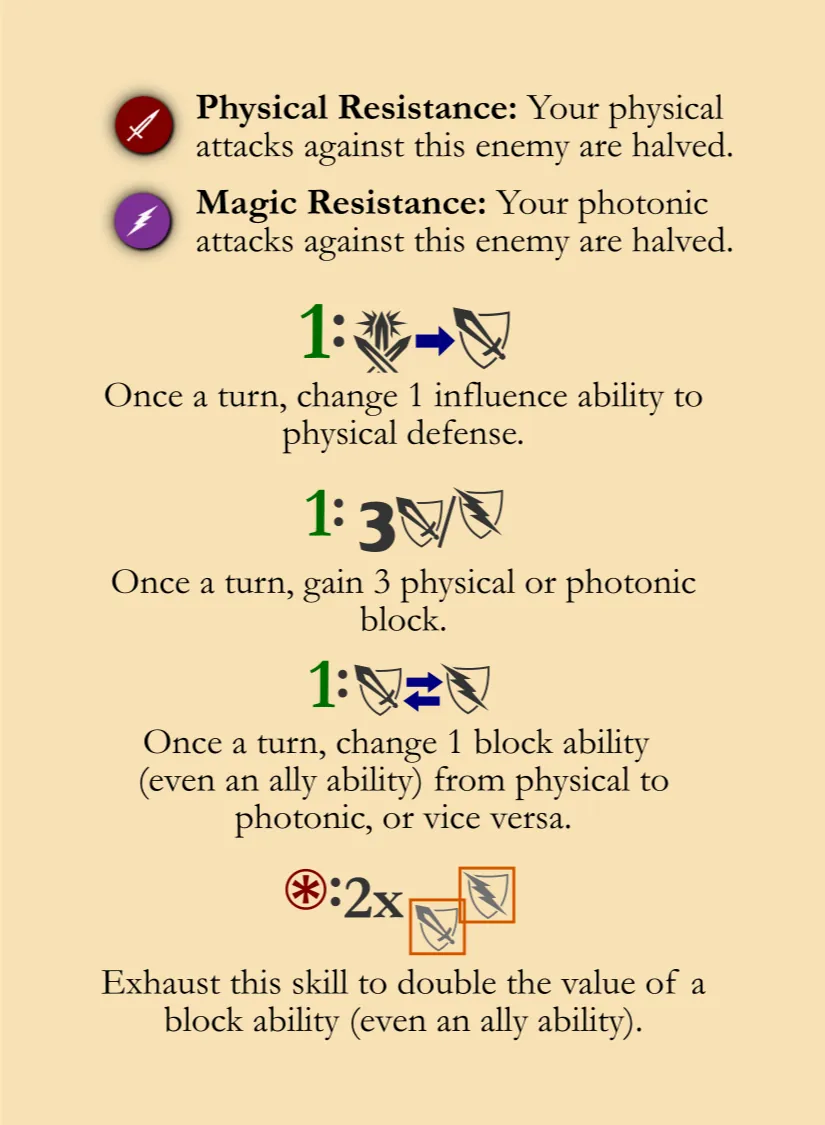 Physical Resistance: Your physical
attacks against this enemy are halved.
Magic Resistance: Your photonic
attacks against this enemy are halved.
1:
Once a turn, change 1 influence ability to
physical defense.
1: 3 /
Once a turn, gain 3 physical or photonic
block.
1:
Once a turn, change 1 block ability
(even an ally ability) from physical to
photonic, or vice versa.
⊛:2x
Exhaust this skill to double the value of a
block ability (even an ally ability).